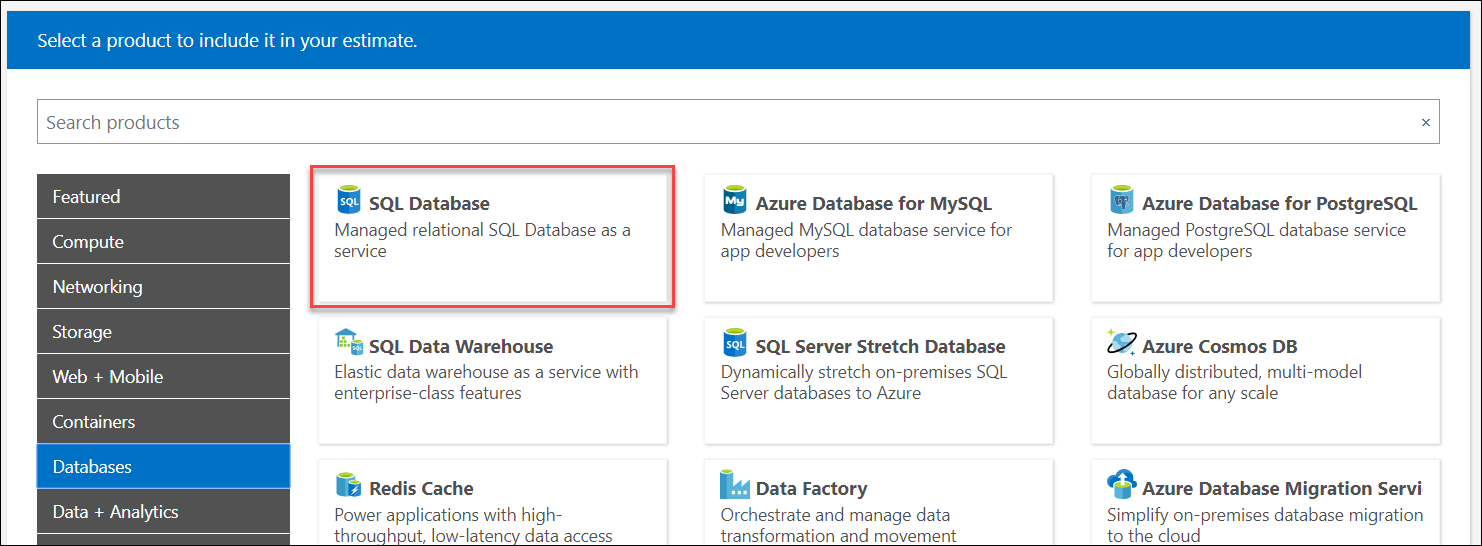 Select a product to include it in your estimate.
Search products
×
Featured
Compute
Networking
Storage
Web + Mobile
Containers
Databases
Data + Analytics
SQL
SQL Database
Managed relational SQL Database as a
service
My
Azure Database for MySQL
Managed MySQL database service for
app developers
Azure Database for PostgreSQL
Managed PostgreSQL database service
for app developers
SQL
SQL Data Warehouse
Elastic data warehouse as a service with
enterprise-class features
SQL
SQL Server Stretch Database
Dynamically stretch on-premises SQL
Server databases to Azure
Azure Cosmos DB
Globally distributed, multi-model
database for any scale
Redis Cache
Power applications with high-
throughput, low-latency data access
Data Factory
Orchestrate and manage data
transformation and movement
Azure Database Migration Servi
Simplify on-premises database migration
to the cloud